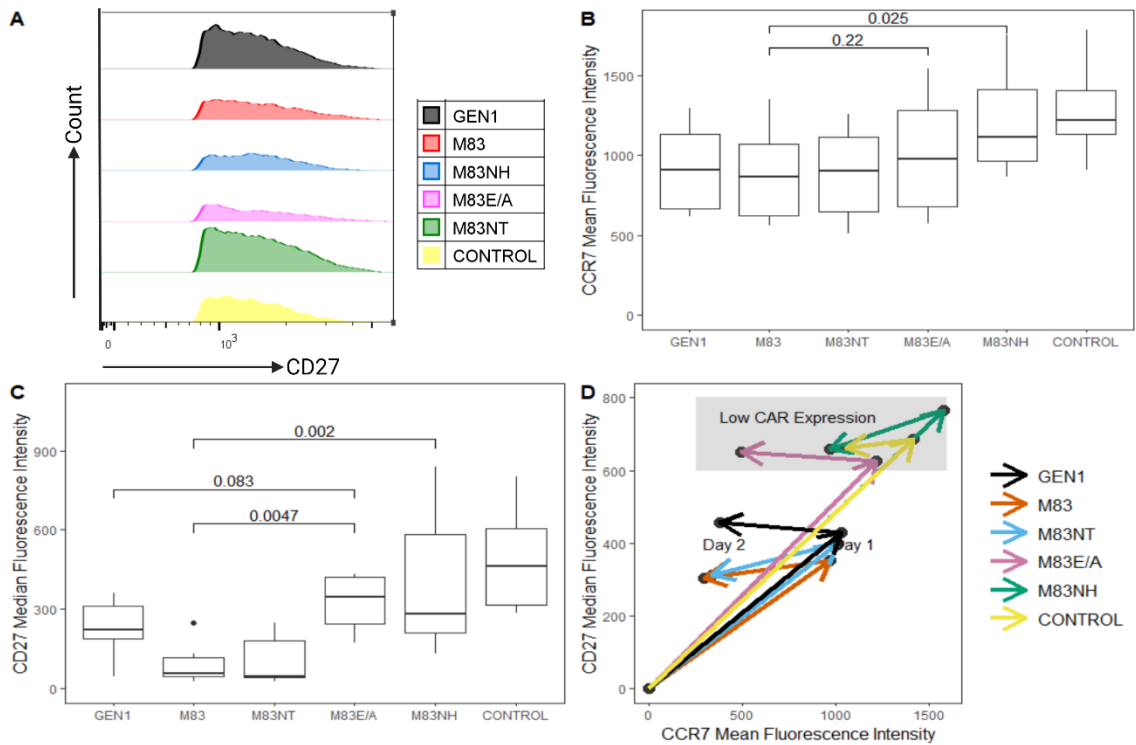 A
Count
0
10³
CD27
GEN1
M83
M83NH
M83E/A
M83NT
CONTROL
B
CCR7 Mean Fluorescence Intensity
1500
1000
500
0
0.025
0.22
GEN1 M83 M83NT M83E/A M83NH CONTROL
C
CD27 Median Fluorescence Intensity
900
600
300
0
0.002
0.083
0.0047
GEN1 M83 M83NT M83E/A M83NH CONTROL
D
CD27 Median Fluorescence Intensity
800
600
400
200
0
Low CAR Expression
Day 2
Day 1
0 500 1000 1500
CCR7 Mean Fluorescence Intensity
GEN1
M83
M83NT
M83E/A
M83NH
CONTROL